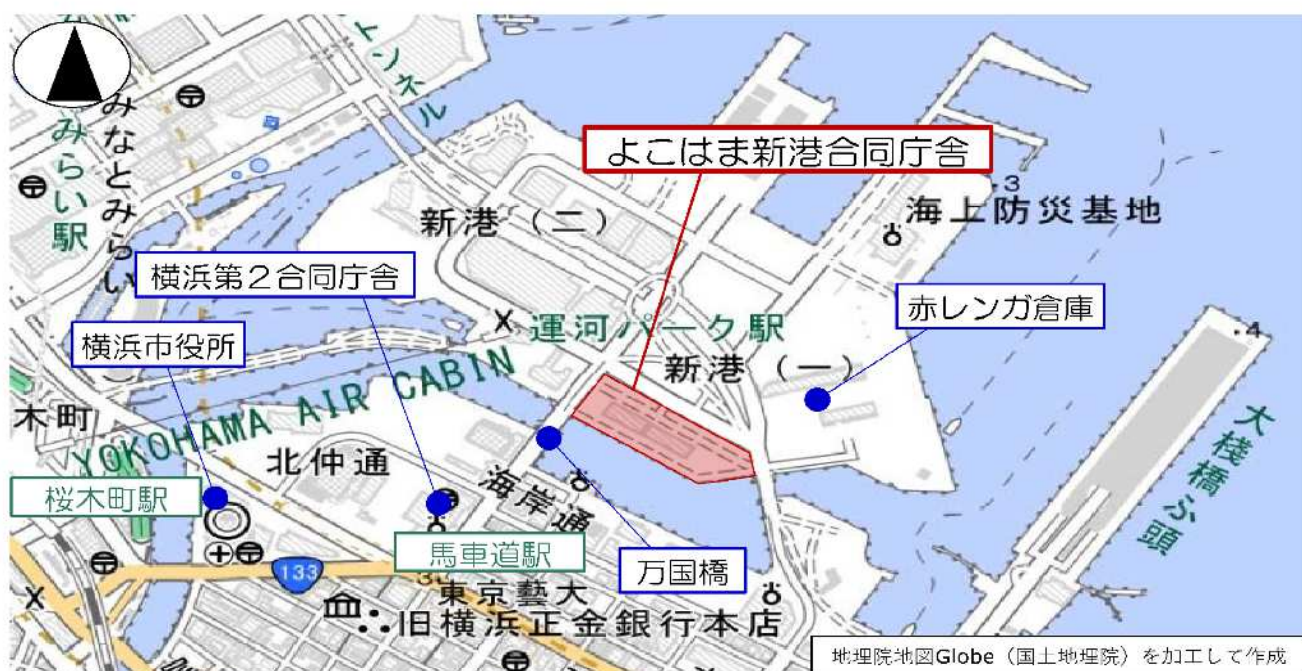 トンネル
みなとみらい
みらい駅
よこはま新港合同庁舎
・3
海上防災基地
新港（二）
横浜第２合同庁舎
赤レンガ倉庫
・4
横浜市役所
運河パーク駅
新港（一）
YOKOHAMA AIR CABIN
木町
大桟橋ふ頭
北仲通
海岸通
桜木町駅
馬車道駅
万国橋
133
東京藝大
旧横浜正金銀行本店
地理院地図Globe（国土地理院）を加工して作成